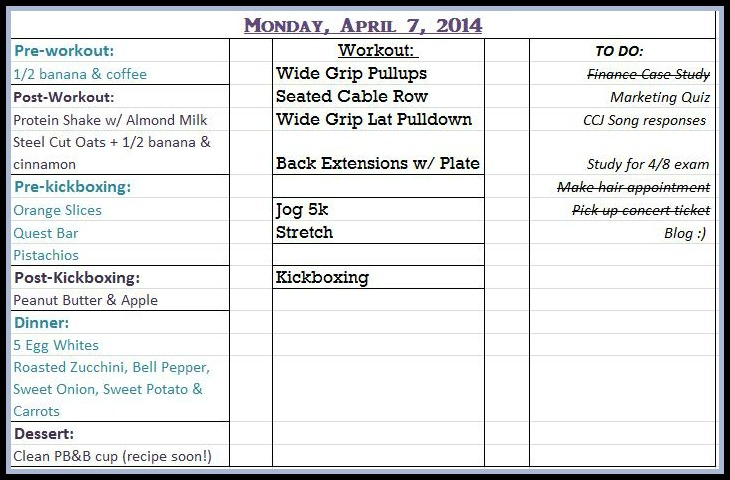 Monday, April 7, 2014
Pre-workout:
1/2 banana & coffee
Post-Workout:
Protein Shake w/ Almond Milk
Steel Cut Oats + 1/2 banana &
cinnamon
Pre-kickboxing:
Orange Slices
Quest Bar
Pistachios
Post-Kickboxing:
Peanut Butter & Apple
Dinner:
5 Egg Whites
Roasted Zucchini, Bell Pepper,
Sweet Onion, Sweet Potato &
Carrots
Dessert:
Clean PB&B cup (recipe soon!)
Workout:
Wide Grip Pullups
Seated Cable Row
Wide Grip Lat Pulldown
Back Extensions w/ Plate
Jog 5k
Stretch
Kickboxing
TO DO:
Finance Case Study
Marketing Quiz
CCJ Song responses
Study for 4/8 exam
Make hair appointment
Pick up concert ticket
Blog :)